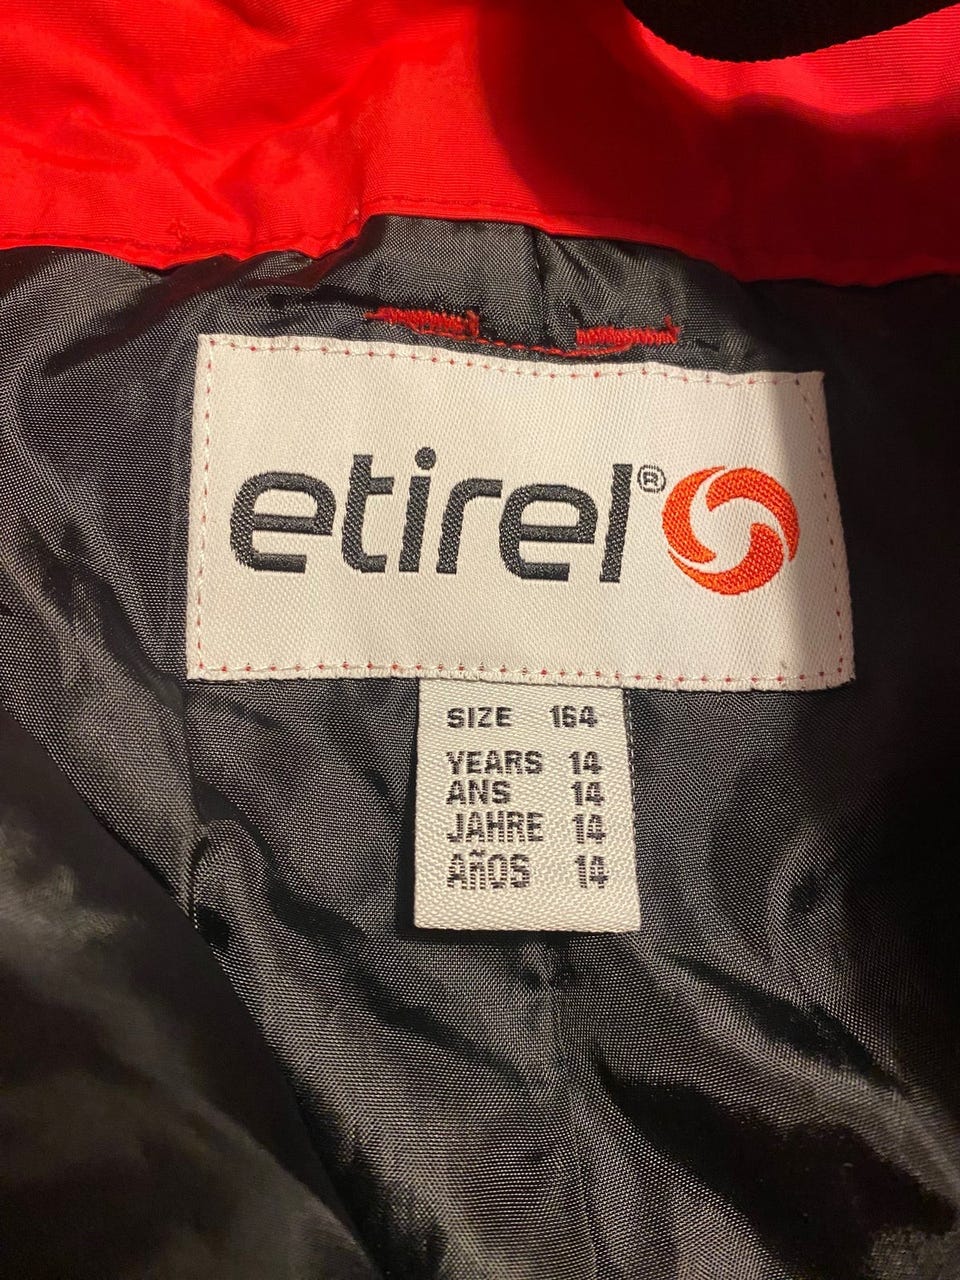 etirel®
SIZE 164
YEARS 14
ANS 14
JAHRE 14
AÑOS 14